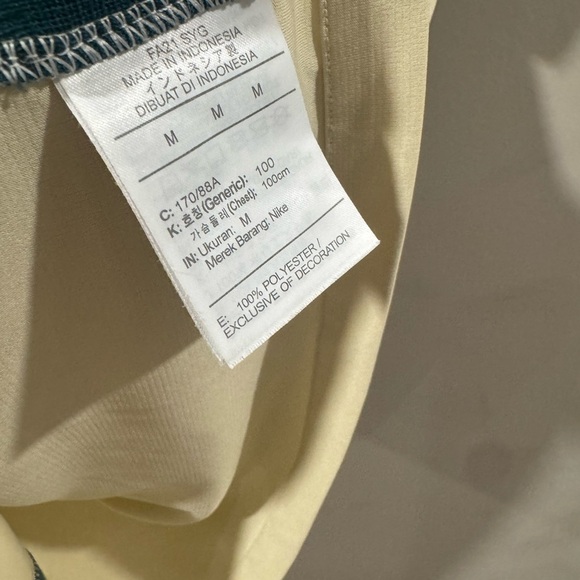 FA21 SYG
MADE IN INDONESIA
インドネシア製
DIBUAT DI INDONESIA
M M M
C: 170/88A
K: 호칭(Generic): 100
가슴둘레(Chest): 100cm
IN: Ukuran: M
Merek Barang: Nike
E: 100% POLYESTER/
EXCLUSIVE OF DECORATION